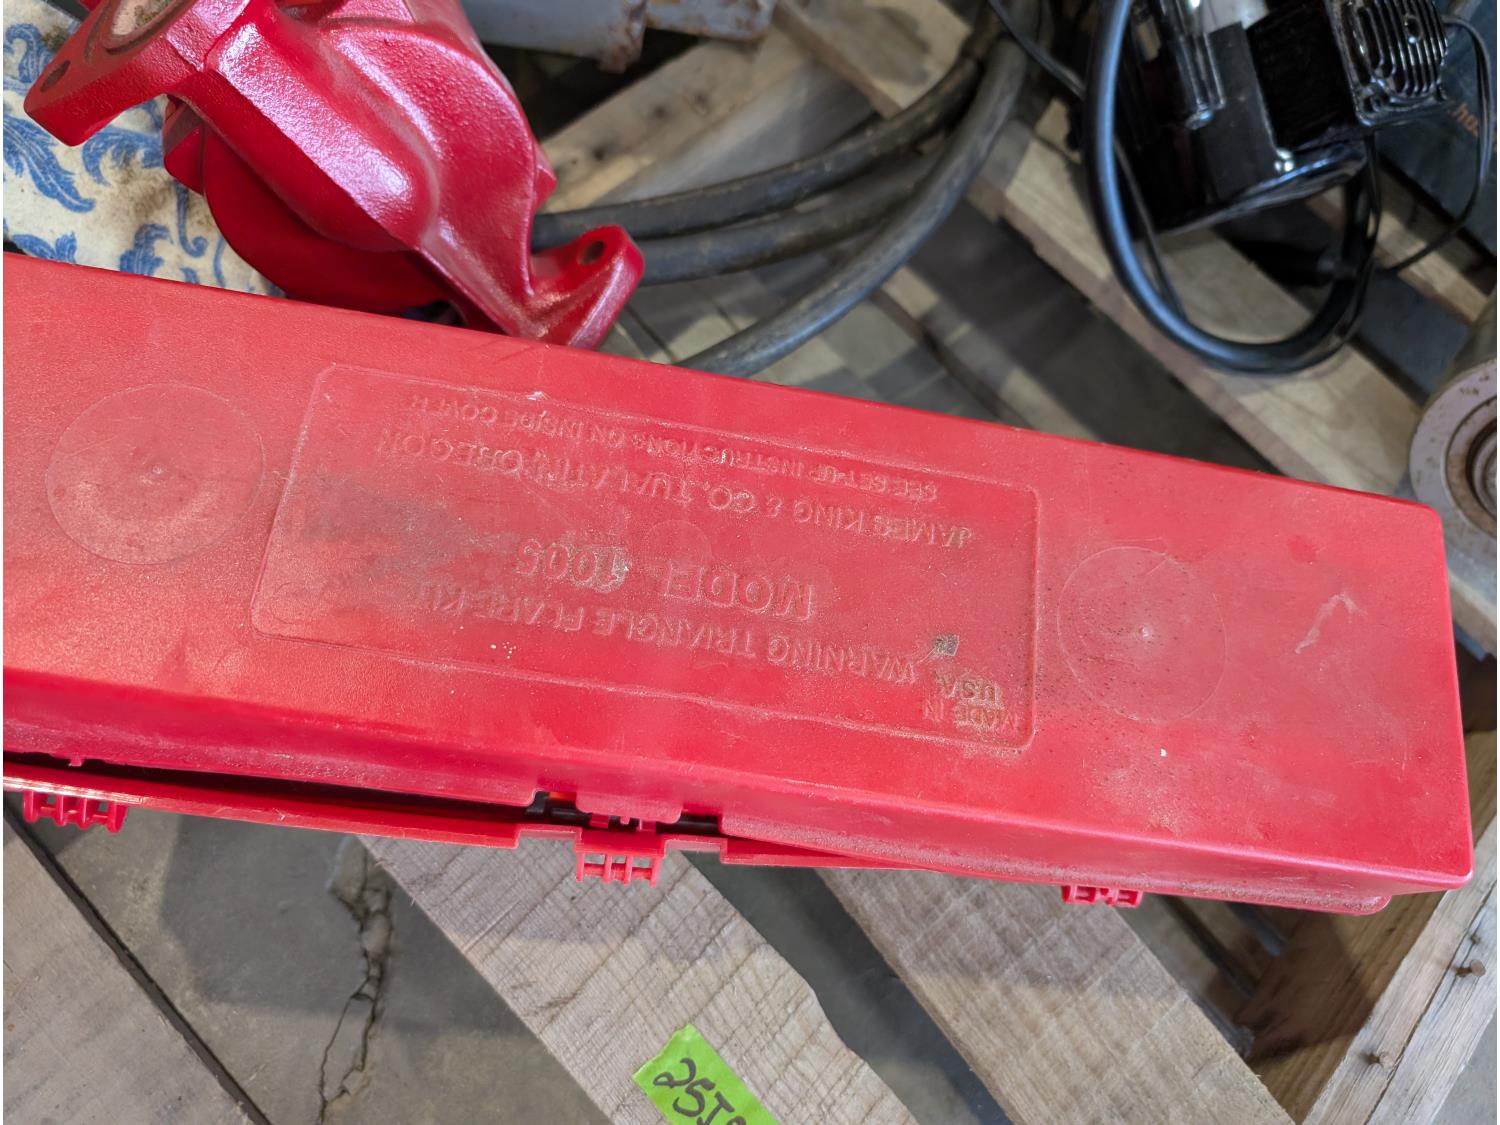 MADE IN
USA
WARNING TRIANGLE FLARE KIT
MODEL 1005
JAMES KING & CO. TUALATIN, OREGON
SEE SET-UP INSTRUCTIONS ON INSIDE COVER